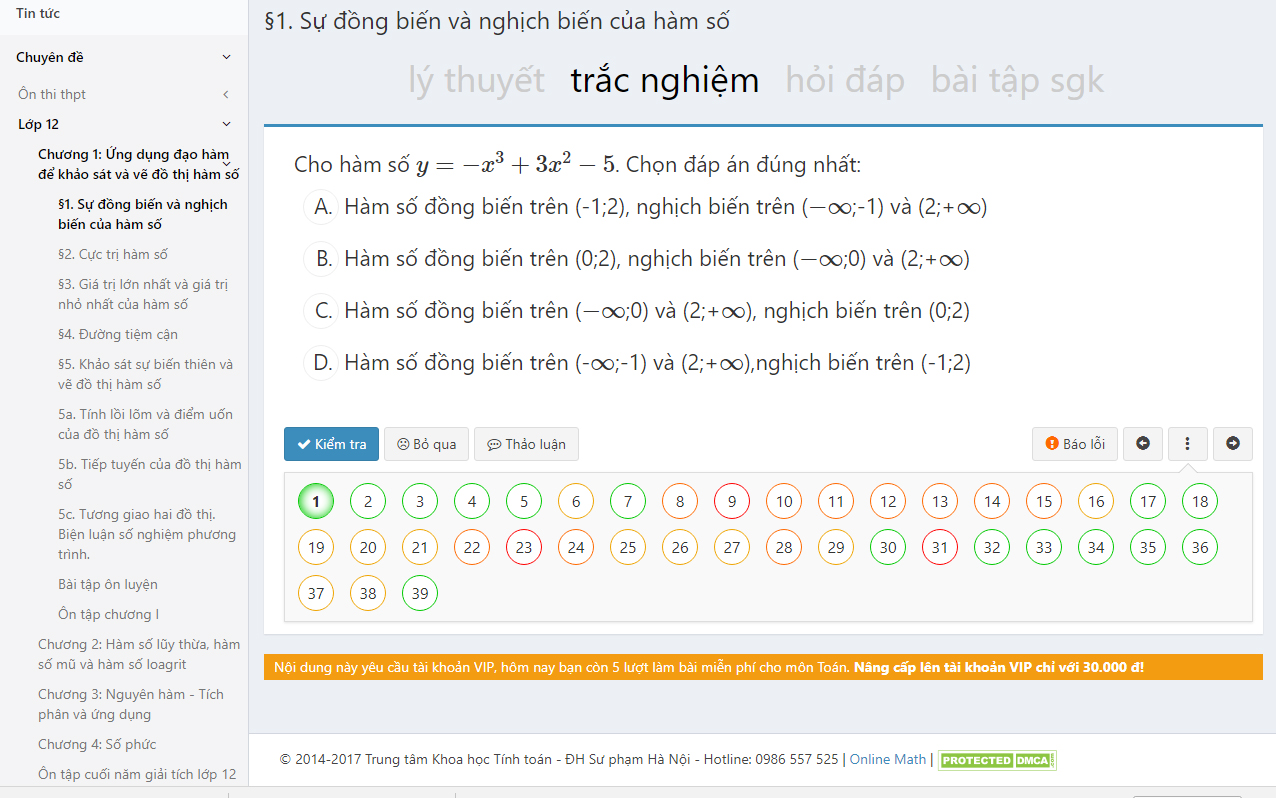 Tin tức
Chuyên đề
Ôn thi thpt
Lớp 12
Chương 1: Ứng dụng đạo hàm
để khảo sát và vẽ đồ thị hàm số
§1. Sự đồng biến và nghịch
biến của hàm số
§2. Cực trị hàm số
§3. Giá trị lớn nhất và giá trị
nhỏ nhất của hàm số
§4. Đường tiệm cận
§5. Khảo sát sự biến thiên và
vẽ đồ thị hàm số
5a. Tính lồi lõm và điểm uốn
của đồ thị hàm số
5b. Tiếp tuyến của đồ thị hàm
số
5c. Tương giao hai đồ thị.
Biện luận số nghiệm phương
trình.
Bài tập ôn luyện
Ôn tập chương I
Chương 2: Hàm số lũy thừa, hàm
số mũ và hàm số loagrit
Chương 3: Nguyên hàm - Tích
phân và ứng dụng
Chương 4: Số phức
Ôn tập cuối năm giải tích lớp 12
§1. Sự đồng biến và nghịch biến của hàm số
lý thuyết trắc nghiệm hỏi đáp bài tập sgk
Cho hàm số y = −x³ + 3x² − 5. Chọn đáp án đúng nhất:
A. Hàm số đồng biến trên (-1;2), nghịch biến trên (−∞;-1) và (2;+∞)
B. Hàm số đồng biến trên (0;2), nghịch biến trên (−∞;0) và (2;+∞)
C. Hàm số đồng biến trên (−∞;0) và (2;+∞), nghịch biến trên (0;2)
D. Hàm số đồng biến trên (-∞;-1) và (2;+∞),nghịch biến trên (-1;2)
Kiểm tra Bỏ qua Thảo luận Báo lỗi
1 2 3 4 5 6 7 8 9 10 11 12 13 14 15 16 17 18
19 20 21 22 23 24 25 26 27 28 29 30 31 32 33 34 35 36
37 38 39
Nội dung này yêu cầu tài khoản VIP, hôm nay bạn còn 5 lượt làm bài miễn phí cho môn Toán. Nâng cấp lên tài khoản VIP chỉ với 30.000 đ!
© 2014-2017 Trung tâm Khoa học Tính toán - ĐH Sư phạm Hà Nội - Hotline: 0986 557 525 | Online Math | PROTECTED DMCA